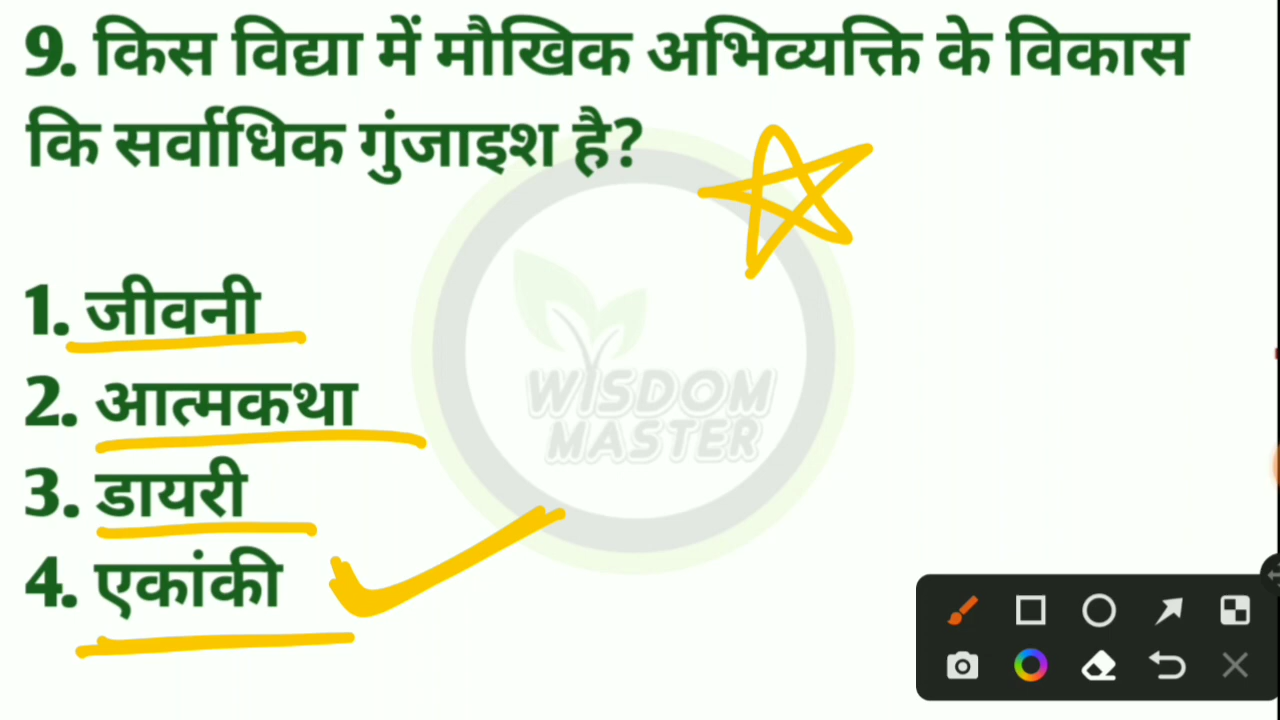 9. किस विद्या में मौखिक अभिव्यक्ति के विकास
कि सर्वाधिक गुंजाइश है?
1. जीवनी
2. आत्मकथा
3. डायरी
4. एकांकी
WISDOM
MASTER